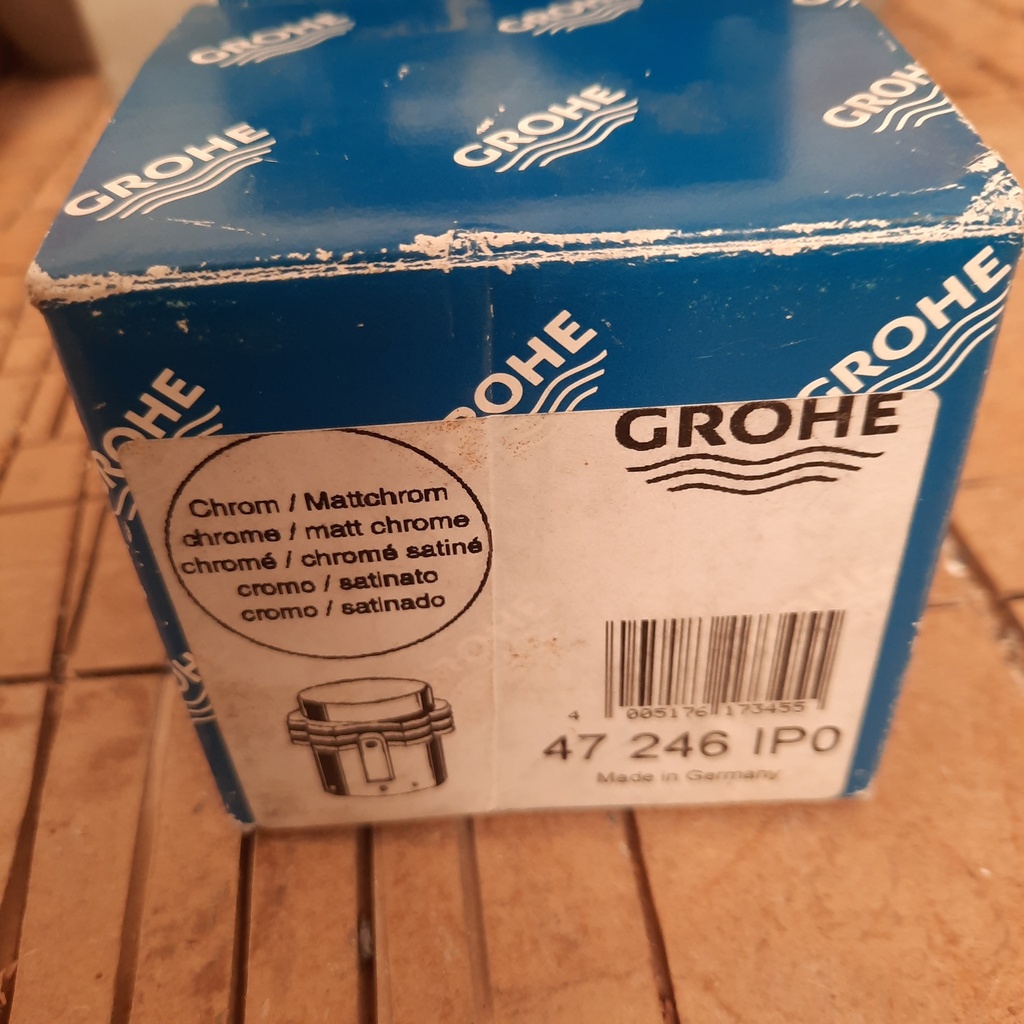 GROHE
GROHE
GROHE
GROHE
GROHE
GROHE
GROHE
GROHE
GROHE
Chrom / Mattchrom
chrome / matt chrome
chromé / chromé satiné
cromo / satinato
cromo / satinado
4 005176 173455
47 246 IP0
Made in Germany